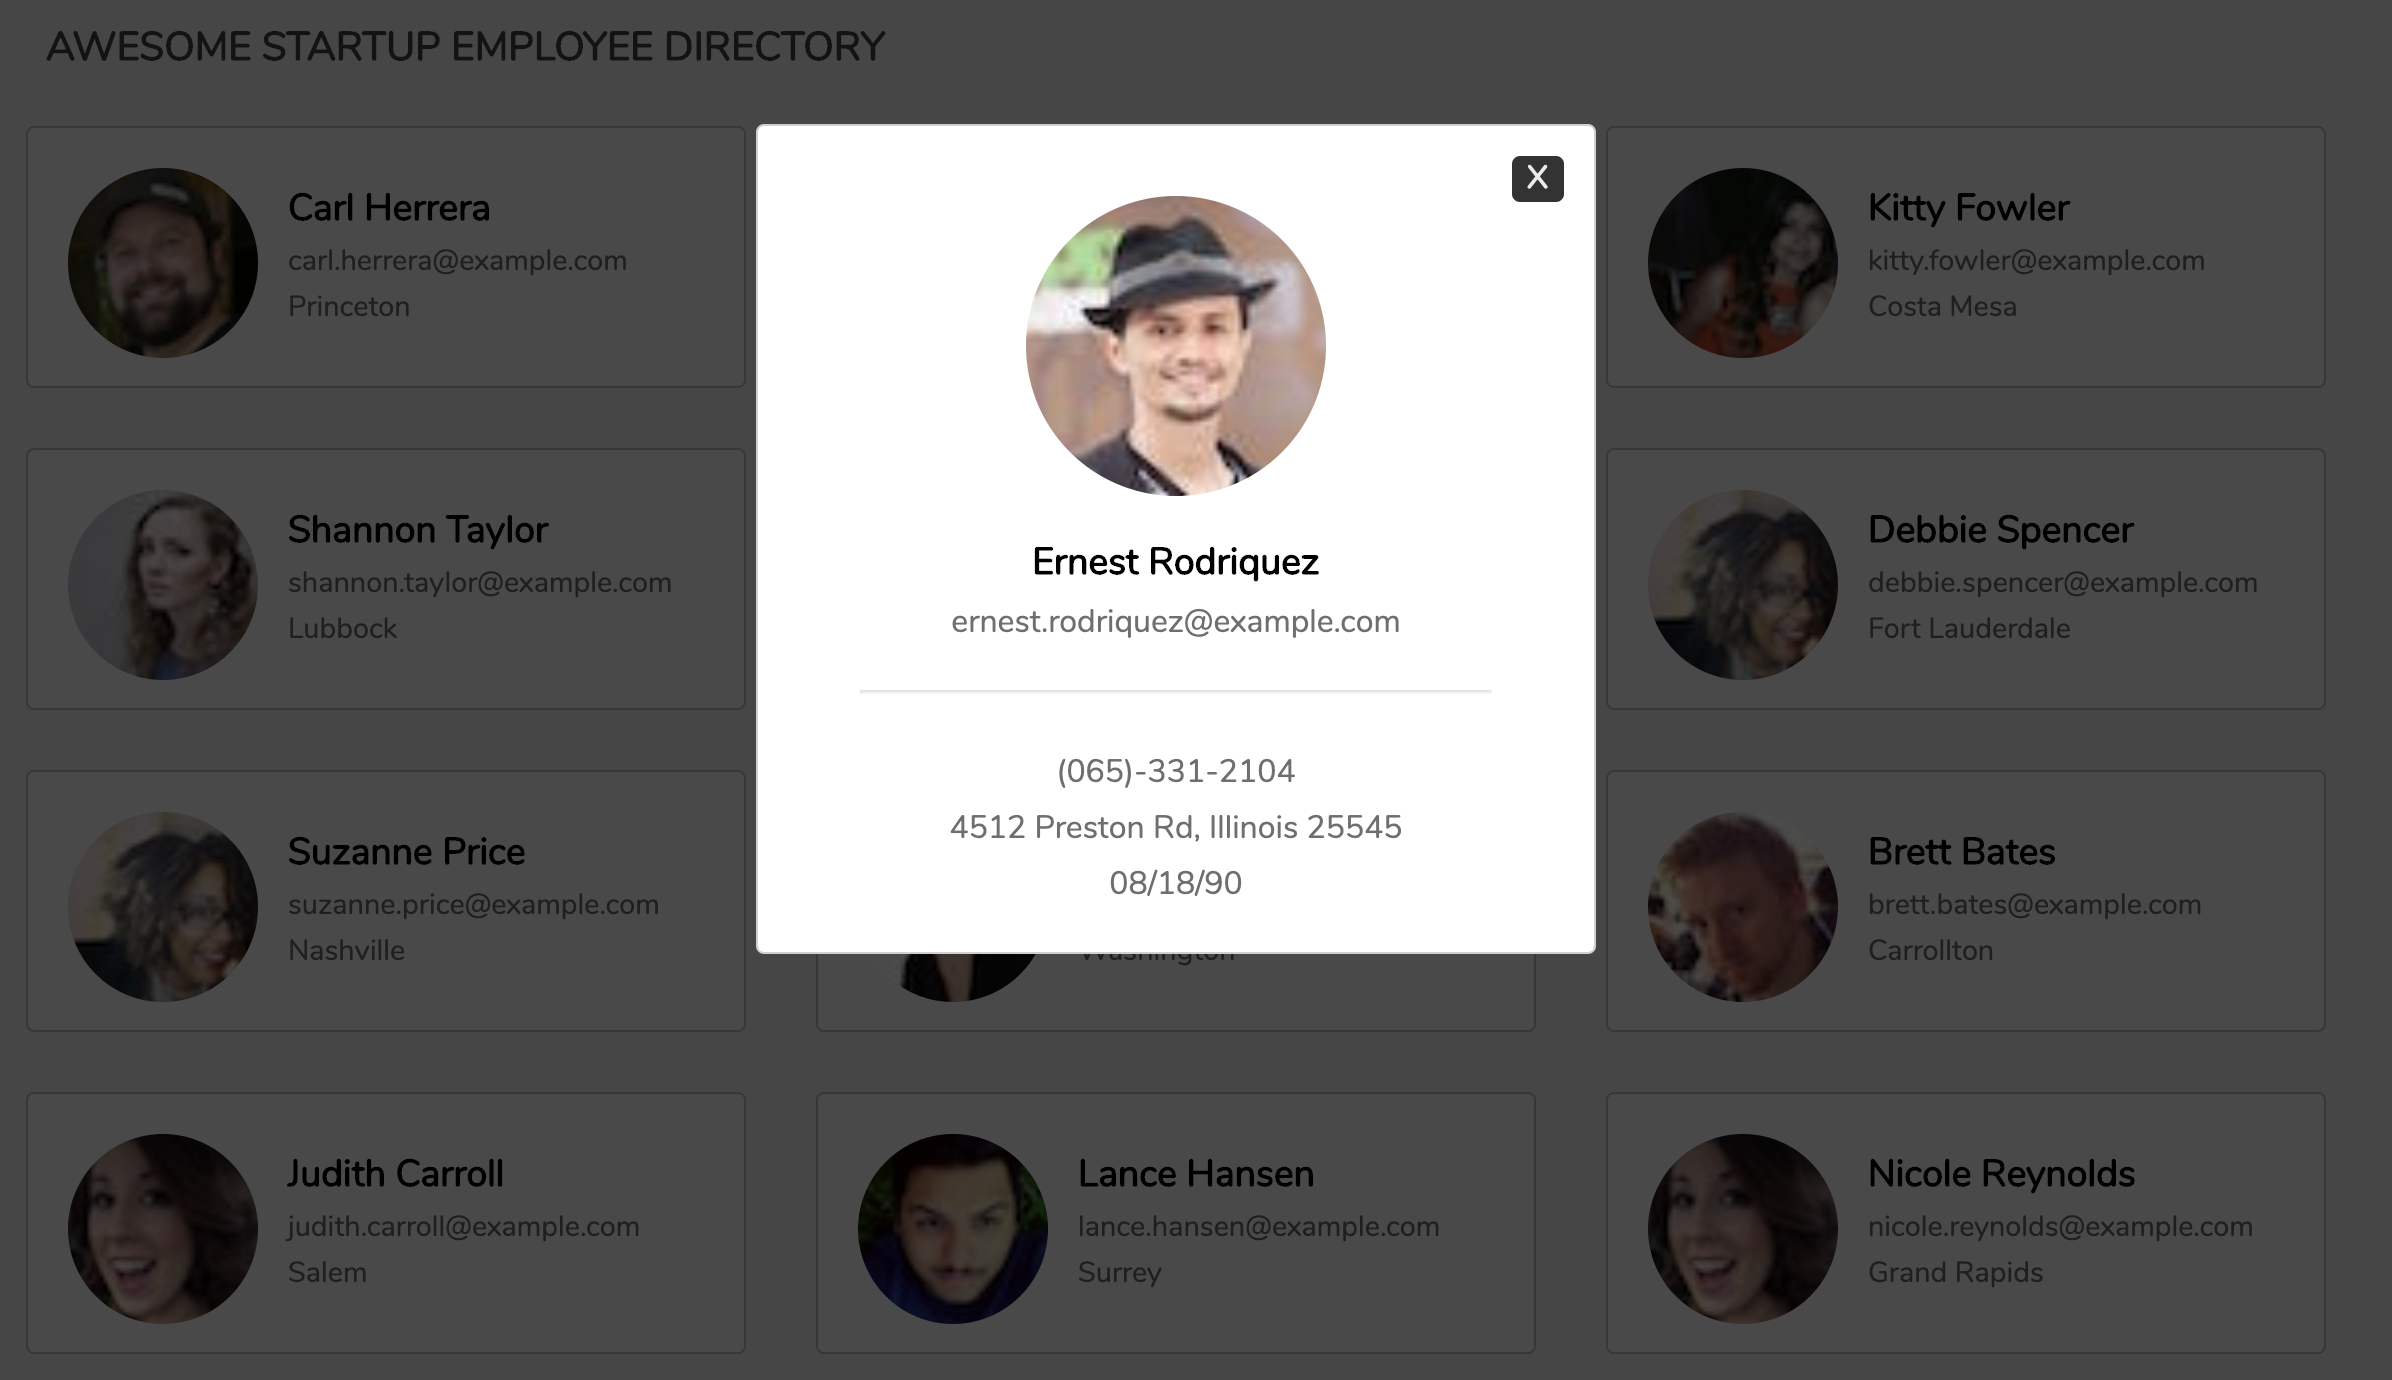 AWESOME STARTUP EMPLOYEE DIRECTORY
Carl Herrera
carl.herrera@example.com
Princeton
X
Ernest Rodriquez
ernest.rodriquez@example.com
(065)-331-2104
4512 Preston Rd, Illinois 25545
08/18/90
Kitty Fowler
kitty.fowler@example.com
Costa Mesa
Shannon Taylor
shannon.taylor@example.com
Lubbock
Debbie Spencer
debbie.spencer@example.com
Fort Lauderdale
Suzanne Price
suzanne.price@example.com
Nashville
Washington
Brett Bates
brett.bates@example.com
Carrollton
Judith Carroll
judith.carroll@example.com
Salem
Lance Hansen
lance.hansen@example.com
Surrey
Nicole Reynolds
nicole.reynolds@example.com
Grand Rapids